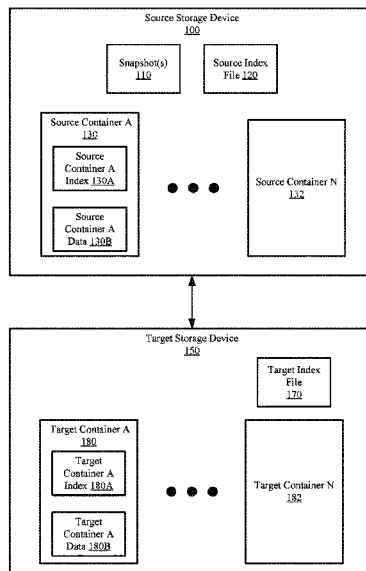 Source Storage Device
100
Snapshot(s)
110
Source Index
File 120
Source Container A
130
Source
Container A
Index 130A
Source
Container A
Data 130B
Source Container N
132
Target Storage Device
150
Target Index
File
170
Target Container A
180
Target
Container A
Index 180A
Target
Container A
Data 180B
Target Container N
182